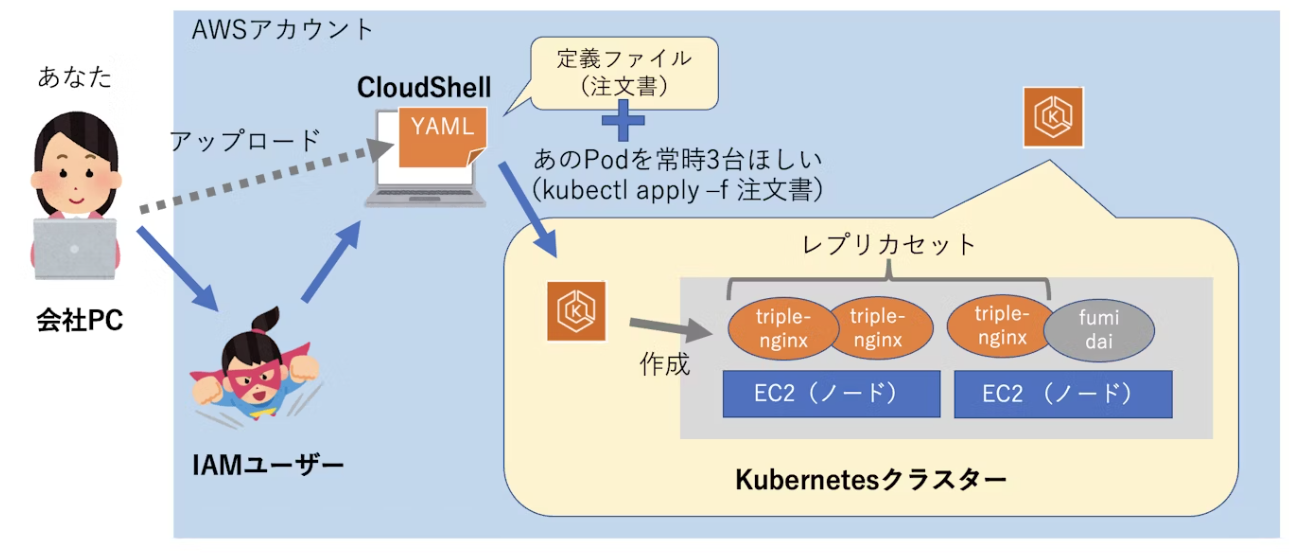 AWSアカウント
あなた
CloudShell
定義ファイル
（注文書）
YAML
アップロード
あのPodを常時3台ほしい
（kubectl apply –f 注文書）
K
会社PC
IAMユーザー
K
作成
レプリカセット
triple-
nginx
triple-
nginx
triple-
nginx
fumi
dai
EC2（ノード）
EC2 （ノード）
Kubernetesクラスター